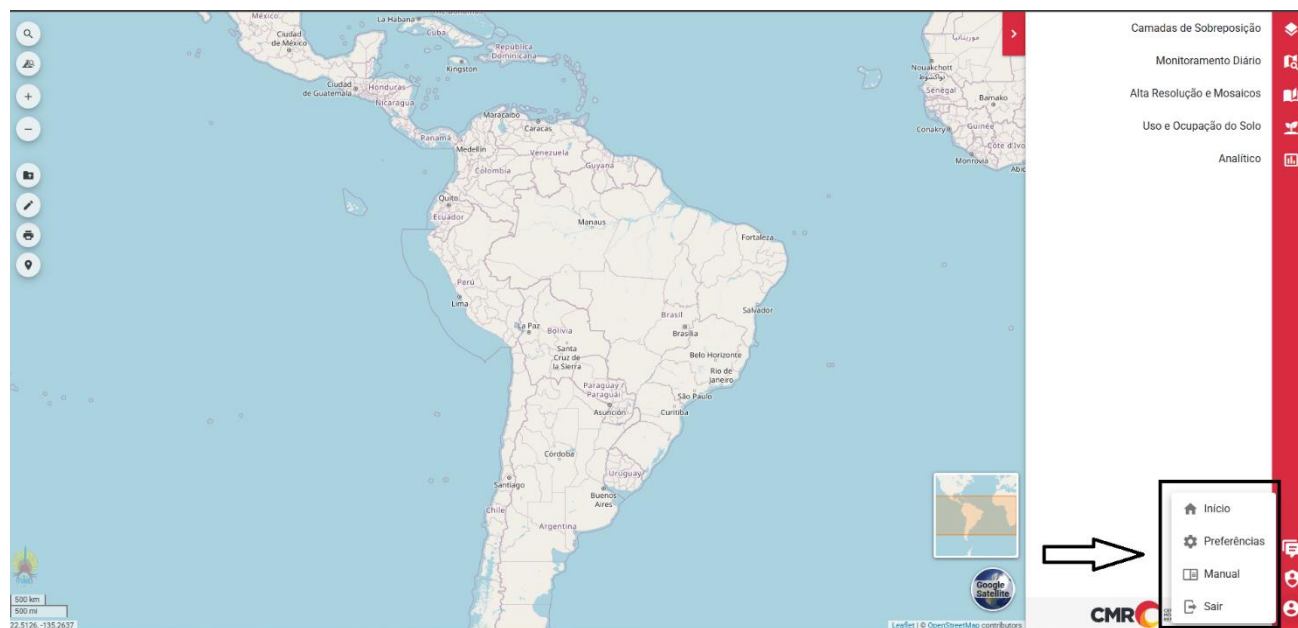 México
La Habana
Cuba
Ciudad
de México
República
Dominicana
Kingston
Ciudad
de Guatemala
Honduras
Nicaragua
Maracaibo
Caracas
Panamá
Medellín
Venezuela
Guyana
Colombia
Quito
Ecuador
Manaus
Fortaleza
Perú
Lima
Brasil
Salvador
La Paz
Bolivia
Brasília
Santa
Cruz de
la Sierra
Belo Horizonte
Rio de
Janeiro
Paraguay /
Paraguái
São Paulo
Asunción
Curitiba
Córdoba
Uruguay
Santiago
Buenos
Aires
Chile
Argentina
موريتانيا
Nouakchott
Sénégal
Bamako
Conakry
Guinée
Côte d'Ivo
Monrovia
Abid
500 km
500 mi
22.5126, -135.2637
Google
Satellite
Leaflet | © OpenStreetMap contributors
Camadas de Sobreposição
Monitoramento Diário
Alta Resolução e Mosaicos
Uso e Ocupação do Solo
Analítico
Início
Preferências
Manual
Sair
CMR